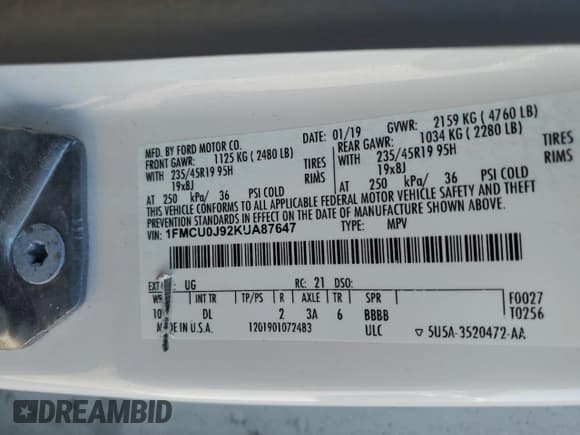 MFD. BY FORD MOTOR CO.
DATE: 01/19 GVWR: 2159 KG ( 4760 LB)
FRONT GAWR: 1125 KG ( 2480 LB) REAR GAWR: 1034 KG ( 2280 LB)
WITH 235/45R19 95H TIRES WITH 235/45R19 95H TIRES
19x8J RIMS 19x8J RIMS
AT 250 kPa/ 36 PSI COLD AT 250 kPa/ 36 PSI COLD
THIS VEHICLE CONFORMS TO ALL APPLICABLE FEDERAL MOTOR VEHICLE SAFETY AND THEFT
PREVENTION STANDARDS IN EFFECT ON THE DATE OF MANUFACTURE SHOWN ABOVE.
VIN: 1FMCU0J92KUA87647 TYPE: MPV
EXT UG RC: 21 DSO:
INT TR TP/PS R AXLE TR SPR F0027
DL 2 3A 6 BBBB T0256
IN U.S.A. 1201901072483 ULC ▽ 5U5A-3520472-AA
DREAMBID